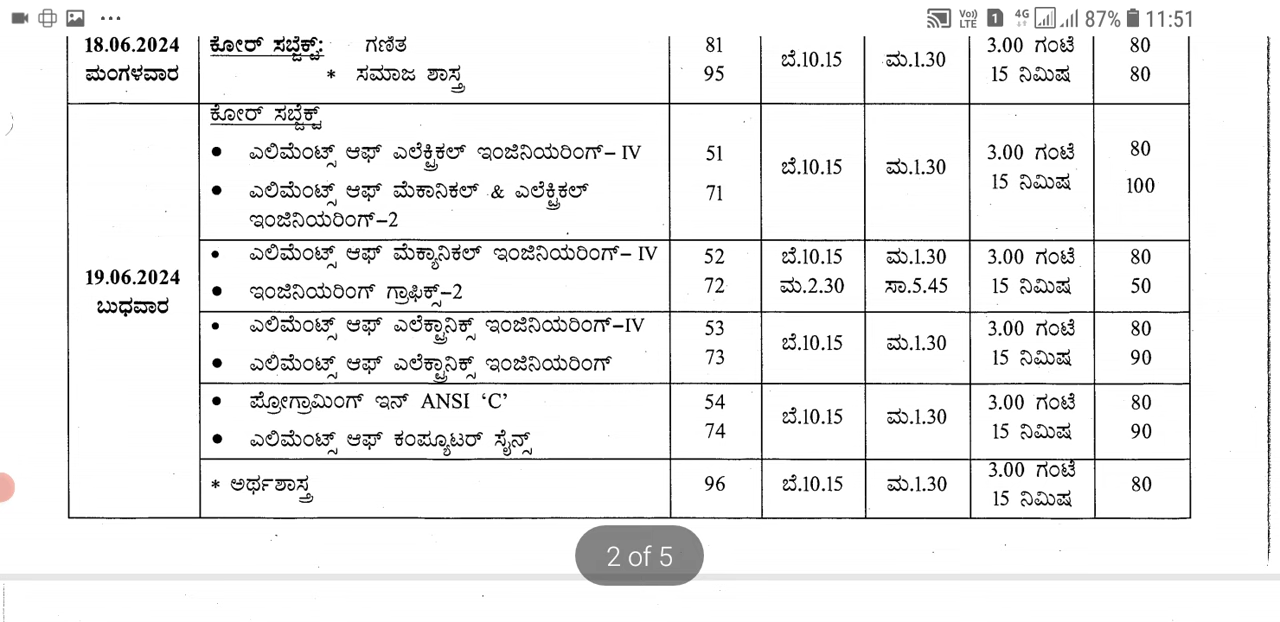 Vo)) LTE 1 4G 87% 11:51
18.06.2024 ಕೋರ್ ಸಬ್ಜೆಕ್ಟ್: ಗಣಿತ 81 ಬೆ.10.15 ಮ.1.30 3.00 ಗಂಟೆ 80
ಮಂಗಳವಾರ * ಸಮಾಜ ಶಾಸ್ತ್ರ 95 15 ನಿಮಿಷ 80
ಕೋರ್ ಸಬ್ಜೆಕ್ಟ್
• ಎಲಿಮೆಂಟ್ಸ್ ಆಫ್ ಎಲೆಕ್ಟ್ರಿಕಲ್ ಇಂಜಿನಿಯರಿಂಗ್– IV 51 ಬೆ.10.15 ಮ.1.30 3.00 ಗಂಟೆ 80
• ಎಲಿಮೆಂಟ್ಸ್ ಆಫ್ ಮೆಕಾನಿಕಲ್ & ಎಲೆಕ್ಟ್ರಿಕಲ್ 71 15 ನಿಮಿಷ 100
ಇಂಜಿನಿಯರಿಂಗ್–2
19.06.2024
ಬುಧವಾರ
• ಎಲಿಮೆಂಟ್ಸ್ ಆಫ್ ಮೆಕ್ಯಾನಿಕಲ್ ಇಂಜಿನಿಯರಿಂಗ್– IV 52 ಬೆ.10.15 ಮ.1.30 3.00 ಗಂಟೆ 80
• ಇಂಜಿನಿಯರಿಂಗ್ ಗ್ರಾಫಿಕ್ಸ್–2 72 ಮ.2.30 ಸಾ.5.45 15 ನಿಮಿಷ 50
• ಎಲಿಮೆಂಟ್ಸ್ ಆಫ್ ಎಲೆಕ್ಟ್ರಾನಿಕ್ಸ್ ಇಂಜಿನಿಯರಿಂಗ್–IV 53 ಬೆ.10.15 ಮ.1.30 3.00 ಗಂಟೆ 80
• ಎಲಿಮೆಂಟ್ಸ್ ಆಫ್ ಎಲೆಕ್ಟ್ರಾನಿಕ್ಸ್ ಇಂಜಿನಿಯರಿಂಗ್ 73 15 ನಿಮಿಷ 90
• ಪ್ರೋಗ್ರಾಮಿಂಗ್ ಇನ್ ANSI ‘C’ 54 ಬೆ.10.15 ಮ.1.30 3.00 ಗಂಟೆ 80
• ಎಲಿಮೆಂಟ್ಸ್ ಆಫ್ ಕಂಪ್ಯೂಟರ್ ಸೈನ್ಸ್ 74 15 ನಿಮಿಷ 90
* ಅರ್ಥಶಾಸ್ತ್ರ 96 ಬೆ.10.15 ಮ.1.30 3.00 ಗಂಟೆ 80
15 ನಿಮಿಷ
2 of 5